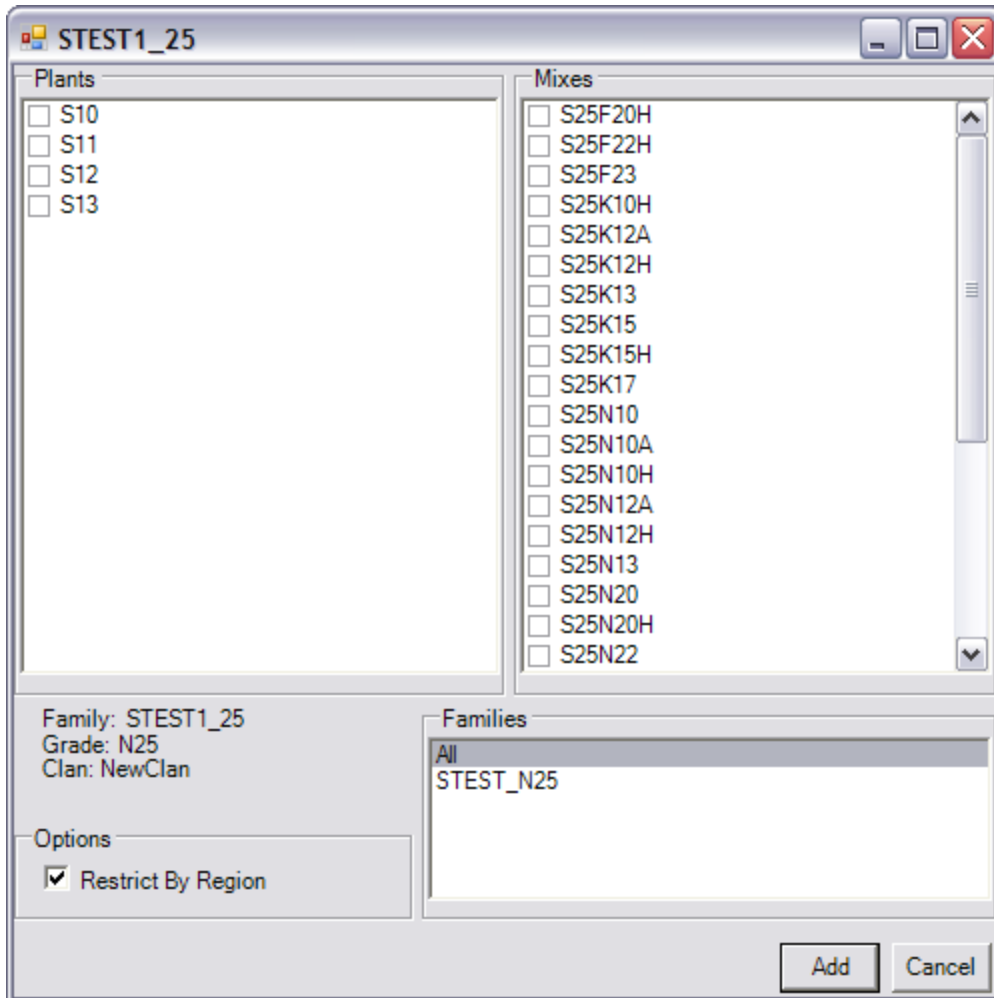 STEST1_25
Plants
S10
S11
S12
S13
Mixes
S25F20H
S25F22H
S25F23
S25K10H
S25K12A
S25K12H
S25K13
S25K15
S25K15H
S25K17
S25N10
S25N10A
S25N10H
S25N12A
S25N12H
S25N13
S25N20
S25N20H
S25N22
Family: STEST1_25
Grade: N25
Clan: NewClan
Families
All
STEST_N25
Options
Restrict By Region
Add
Cancel